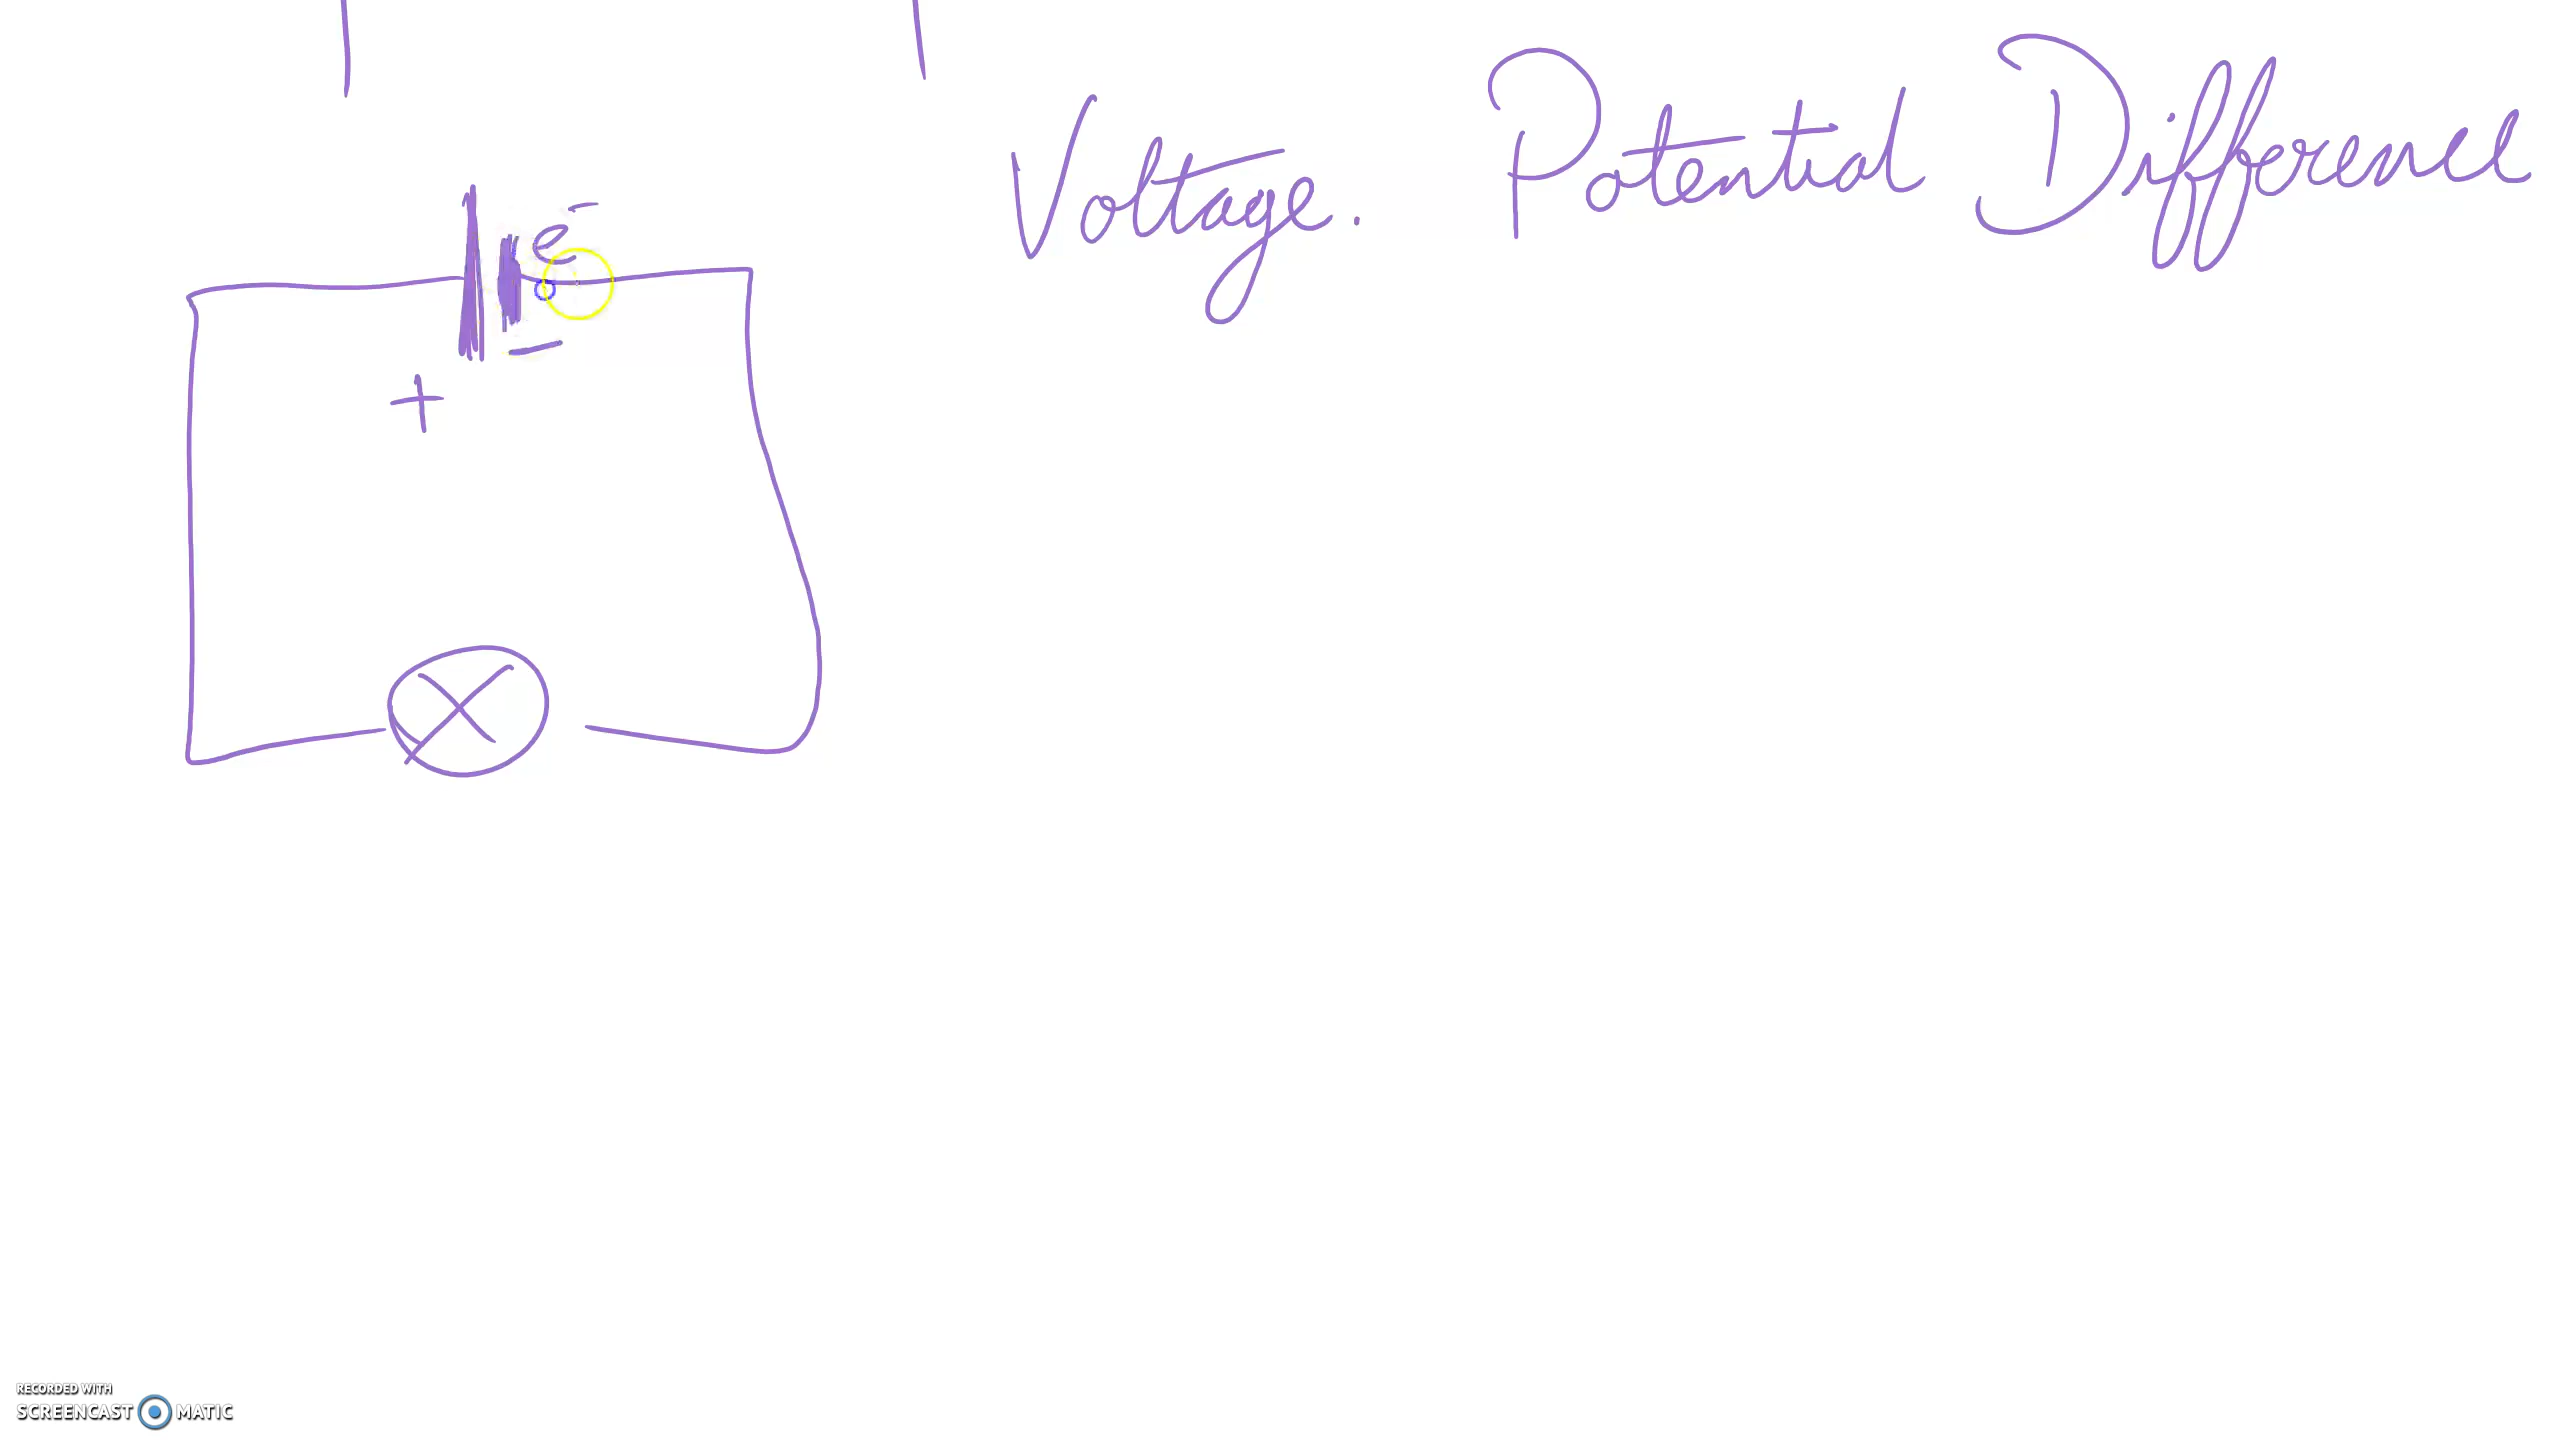 Voltage. Potential Difference
e⁻
−
+
RECORDED WITH
SCREENCAST MATIC